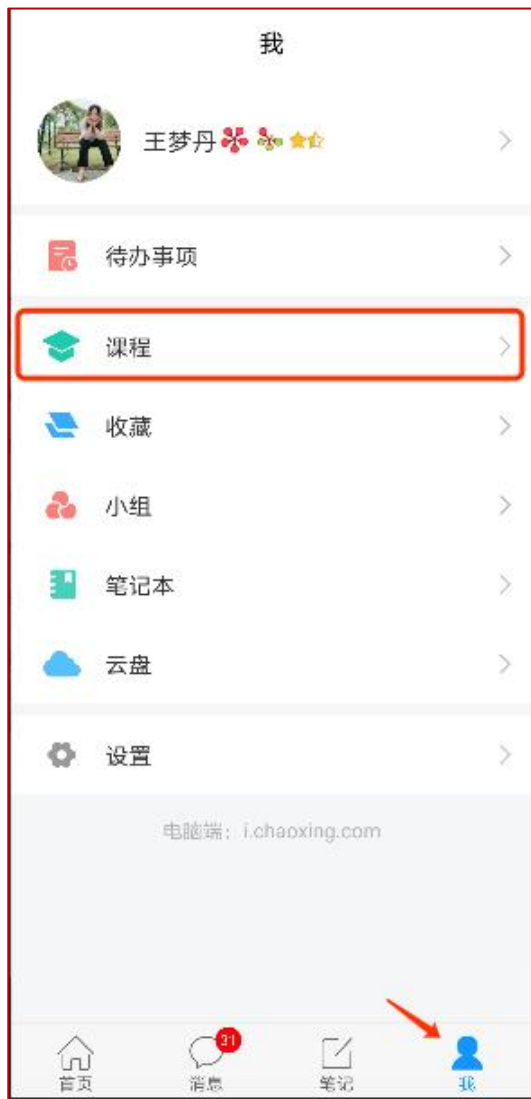 我
王梦丹
待办事项
课程
收藏
小组
笔记本
云盘
设置
电脑端：i.chaoxing.com
31
首页
消息
笔记
我